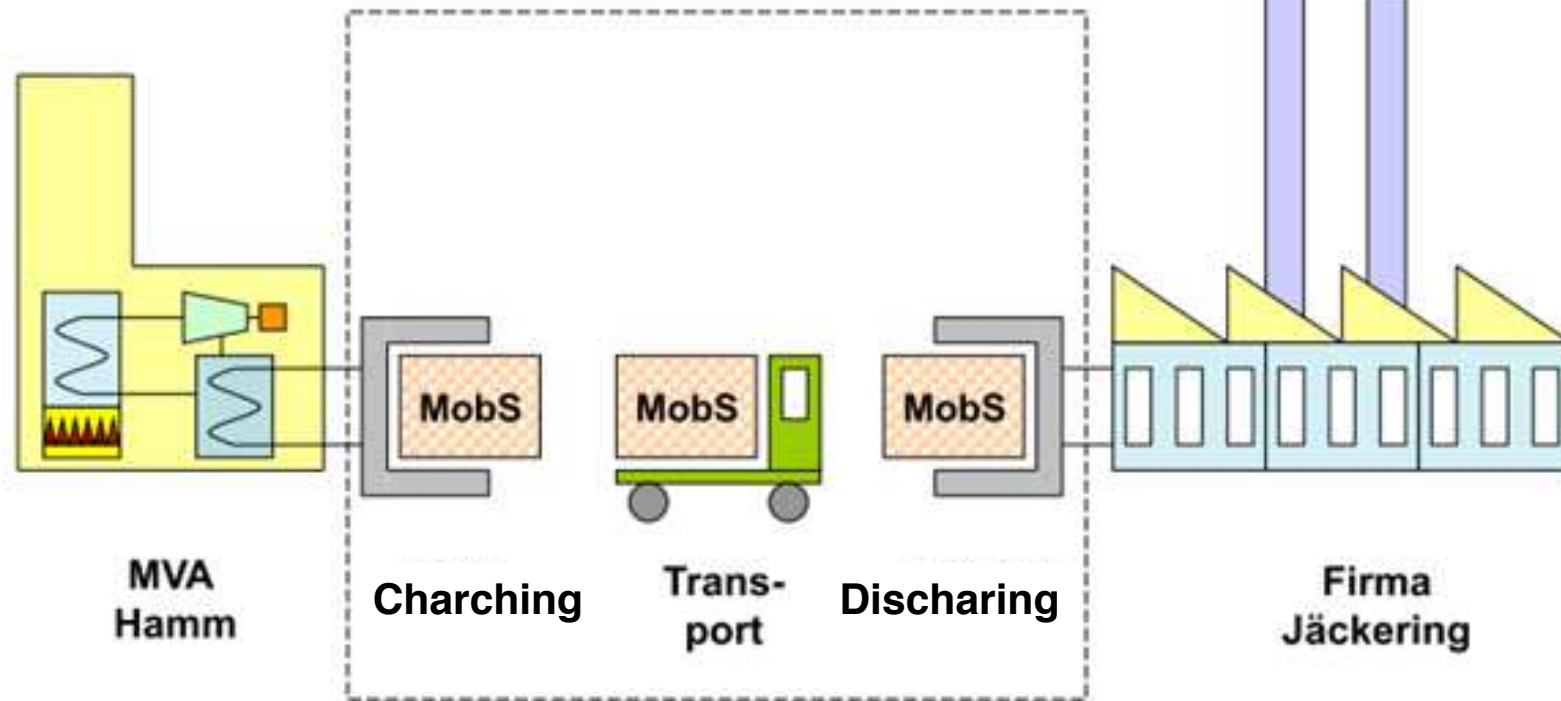 MobS
MobS
MobS
MVA
Hamm
Charching
Trans-
port
Discharing
Firma
Jäckering